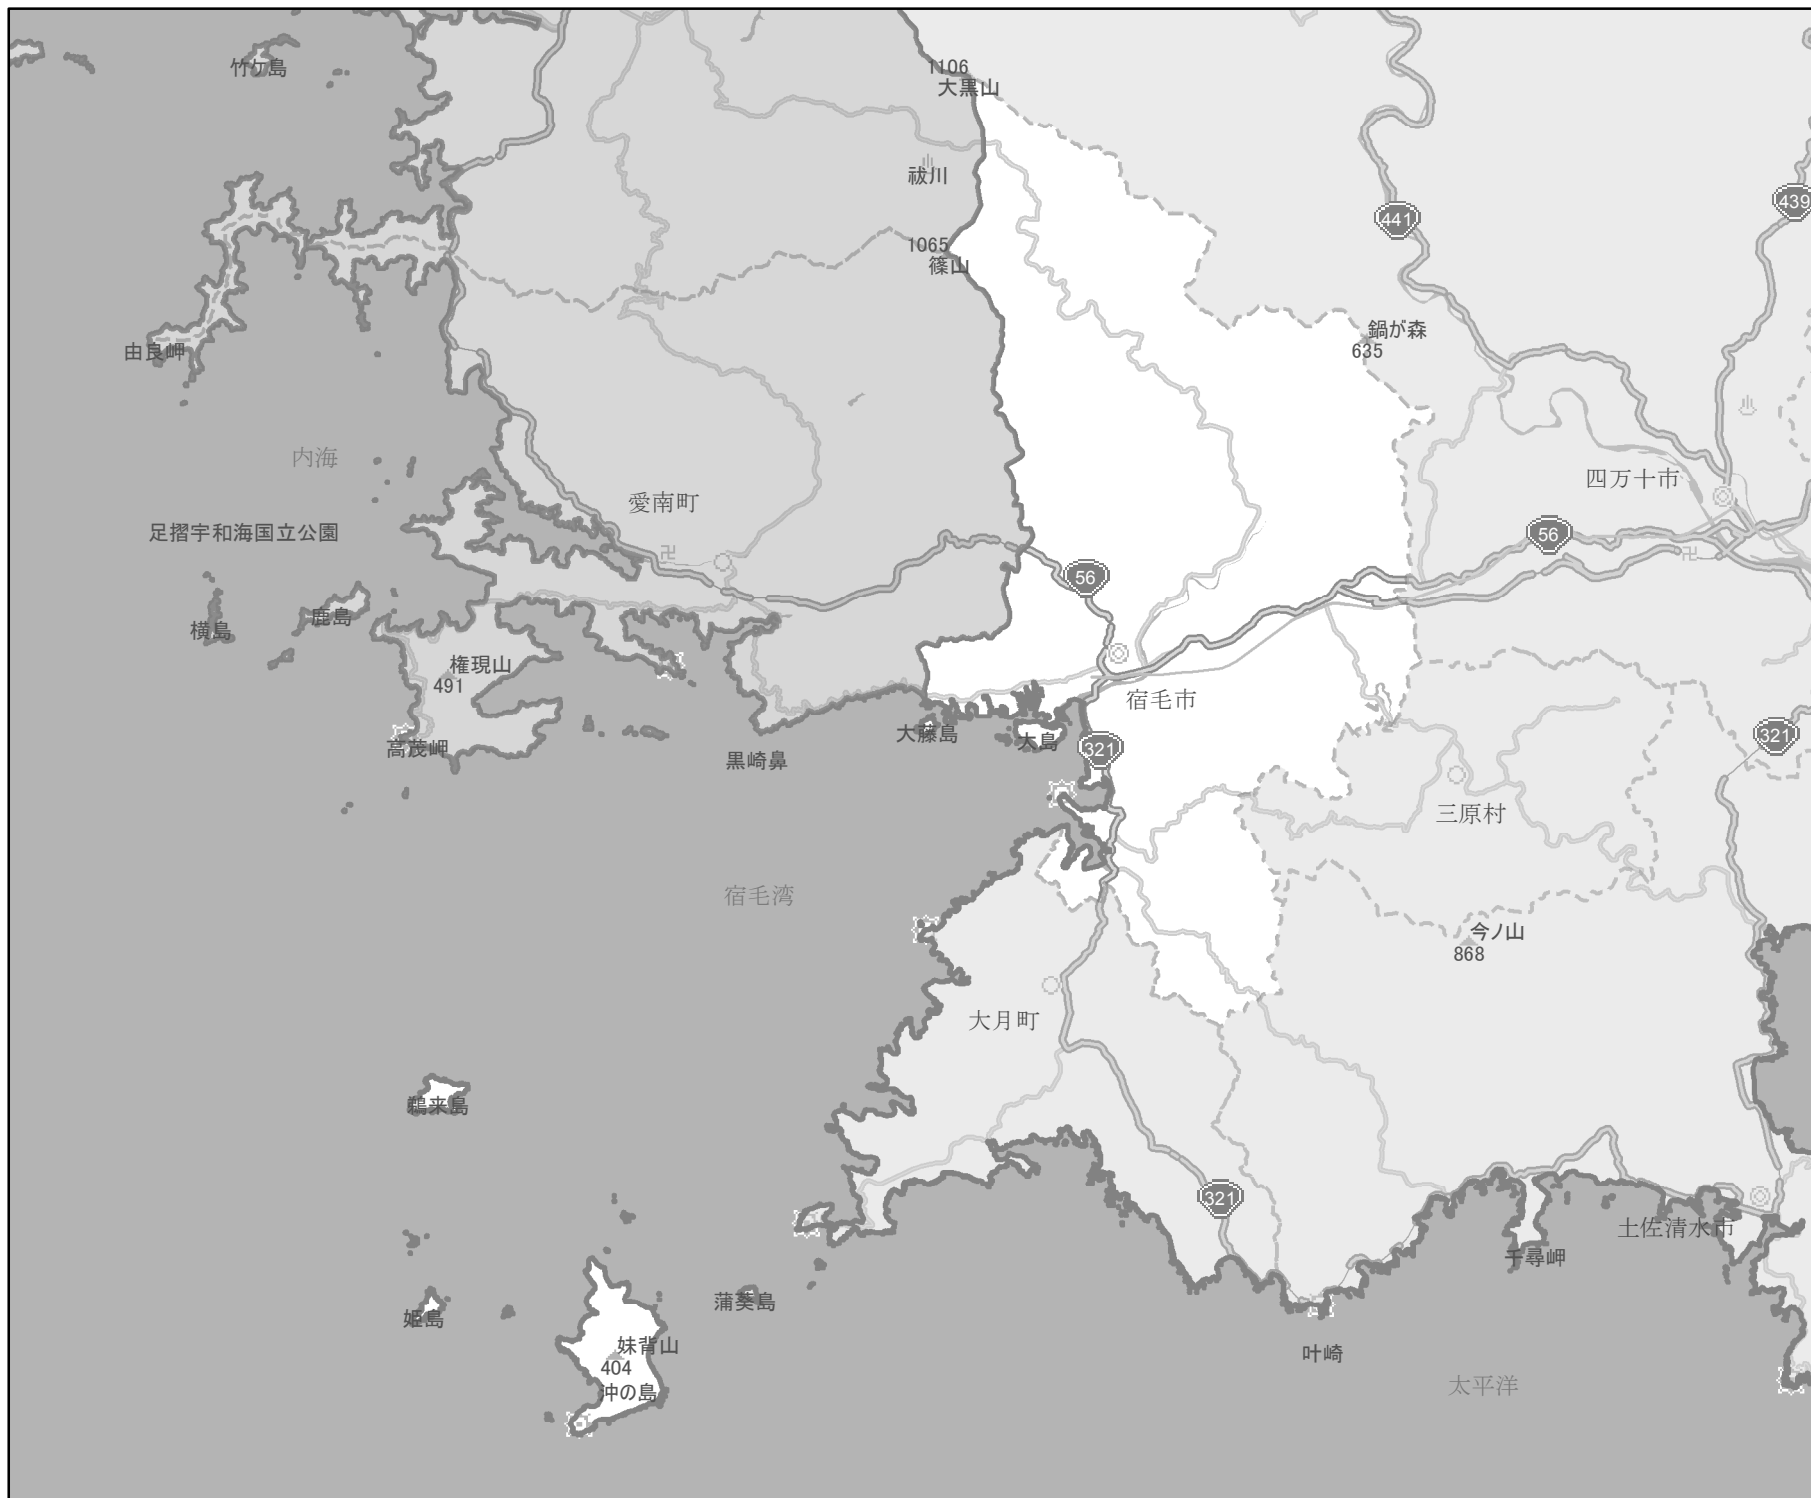 竹ケ島
1106
大黒山
祓川
441
439
1065
篠山
鍋が森
635
由良岬
内海
愛南町
四万十市
足摺宇和海国立公園
56
56
鹿島
横島
権現山
491
宿毛市
高茂岬
黒崎鼻
大藤島
大島
321
321
三原村
宿毛湾
今ノ山
868
大月町
鵜来島
321
土佐清水市
千尋岬
姫島
蒲葵島
妹背山
404
沖の島
叶崎
太平洋